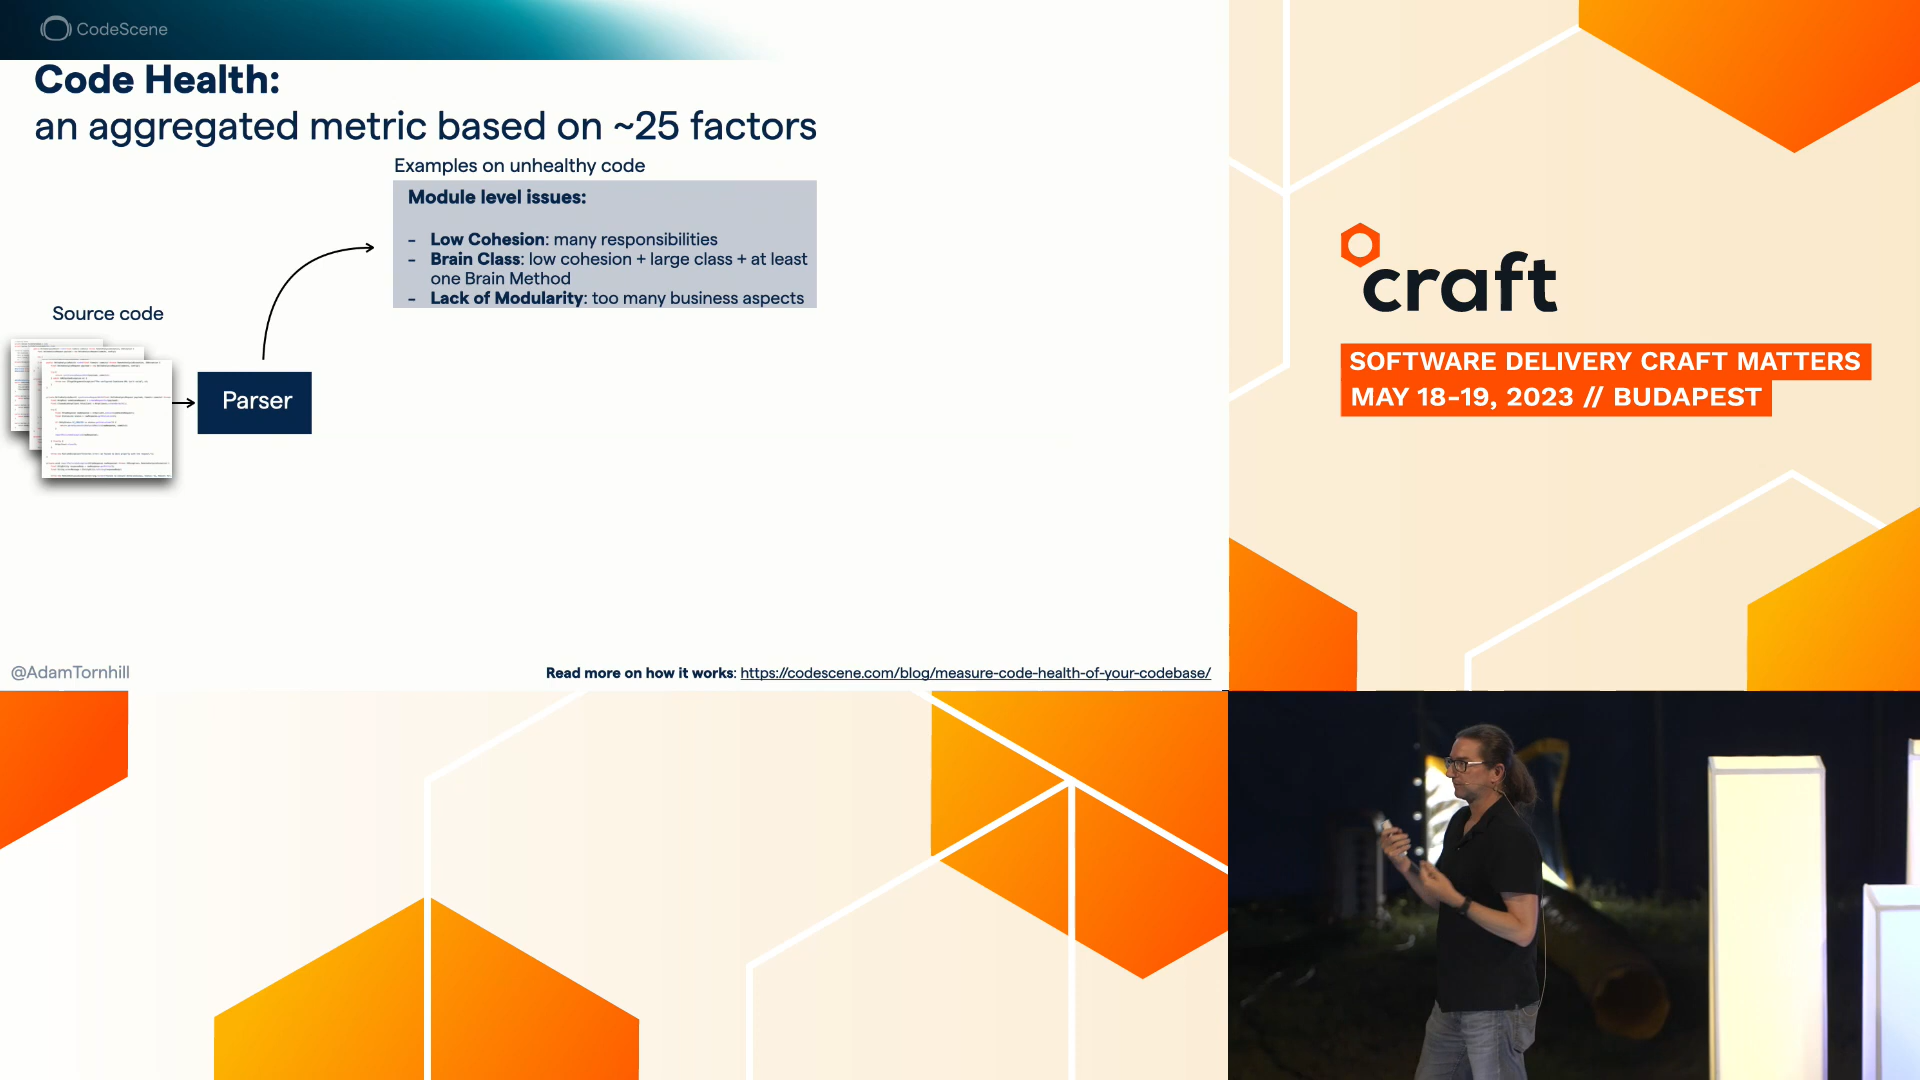 CodeScene
Code Health:
an aggregated metric based on ~25 factors
Examples on unhealthy code
Module level issues:
- Low Cohesion: many responsibilities
- Brain Class: low cohesion + large class + at least
one Brain Method
- Lack of Modularity: too many business aspects
Source code
Parser
@AdamTornhill
Read more on how it works: https://codescene.com/blog/measure-code-health-of-your-codebase/
craft
SOFTWARE DELIVERY CRAFT MATTERS
MAY 18-19, 2023 // BUDAPEST